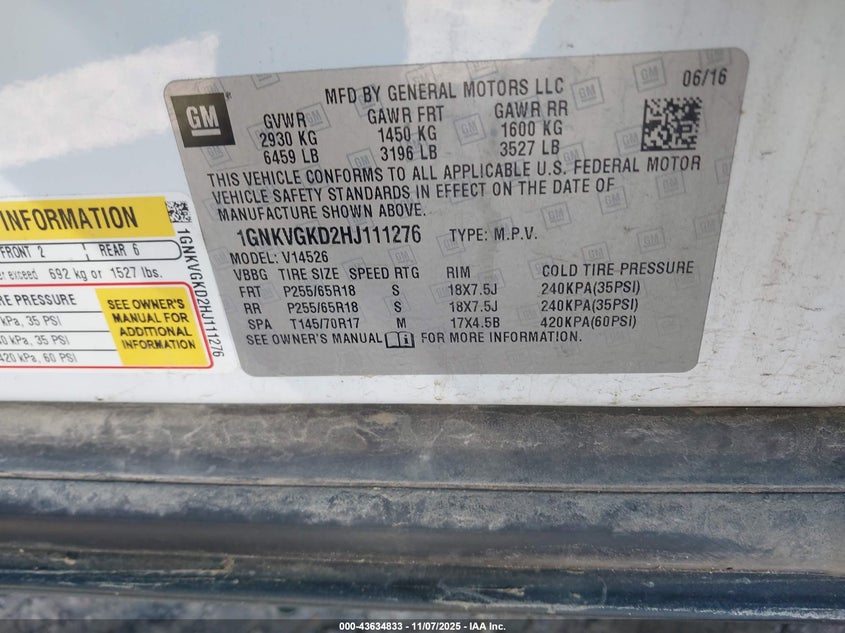 GM
MFD BY GENERAL MOTORS LLC
06/16
GVWR GAWR FRT GAWR RR
2930 KG 1450 KG 1600 KG
6459 LB 3196 LB 3527 LB
THIS VEHICLE CONFORMS TO ALL APPLICABLE U.S. FEDERAL MOTOR
VEHICLE SAFETY STANDARDS IN EFFECT ON THE DATE OF
MANUFACTURE SHOWN ABOVE.
1GNKVGKD2HJ111276 TYPE: M.P.V.
MODEL: V14526
VBBG TIRE SIZE SPEED RTG RIM COLD TIRE PRESSURE
FRT P255/65R18 S 18X7.5J 240KPA(35PSI)
RR P255/65R18 S 18X7.5J 240KPA(35PSI)
SPA T145/70R17 M 17X4.5B 420KPA(60PSI)
SEE OWNER'S MANUAL FOR MORE INFORMATION.
INFORMATION
FRONT 2 REAR 6
exceed 692 kg or 1527 lbs.
PRESSURE
kPa, 35 PSI
kPa, 35 PSI
420 kPa, 60 PSI
SEE OWNER'S
MANUAL FOR
ADDITIONAL
INFORMATION
1GNKVGKD2HJ111276
000-43634833 - 11/07/2025 - IAA Inc.